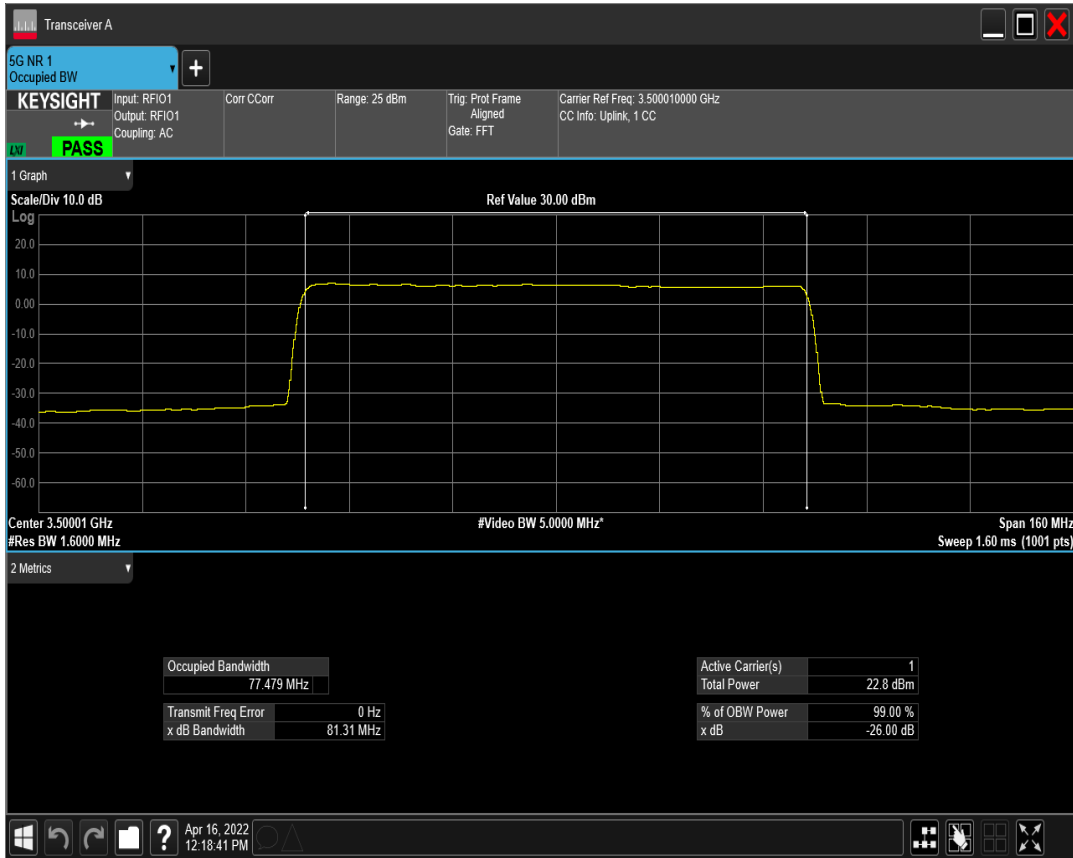 Transceiver A
5G NR 1
Occupied BW
KEYSIGHT
LXI
PASS
Input: RFIO1
Output: RFIO1
Coupling: AC
Corr CCorr
Range: 25 dBm
Trig: Prot Frame
Aligned
Gate: FFT
Carrier Ref Freq: 3.500010000 GHz
CC Info: Uplink, 1 CC
1 Graph
Scale/Div 10.0 dB
Ref Value 30.00 dBm
Log
20.0
10.0
0.00
-10.0
-20.0
-30.0
-40.0
-50.0
-60.0
Center 3.50001 GHz
#Video BW 5.0000 MHz*
Span 160 MHz
#Res BW 1.6000 MHz
Sweep 1.60 ms (1001 pts)
2 Metrics
Occupied Bandwidth
77.479 MHz
Transmit Freq Error 0 Hz
x dB Bandwidth 81.31 MHz
Active Carrier(s) 1
Total Power 22.8 dBm
% of OBW Power 99.00 %
x dB -26.00 dB
?
Apr 16, 2022
12:18:41 PM